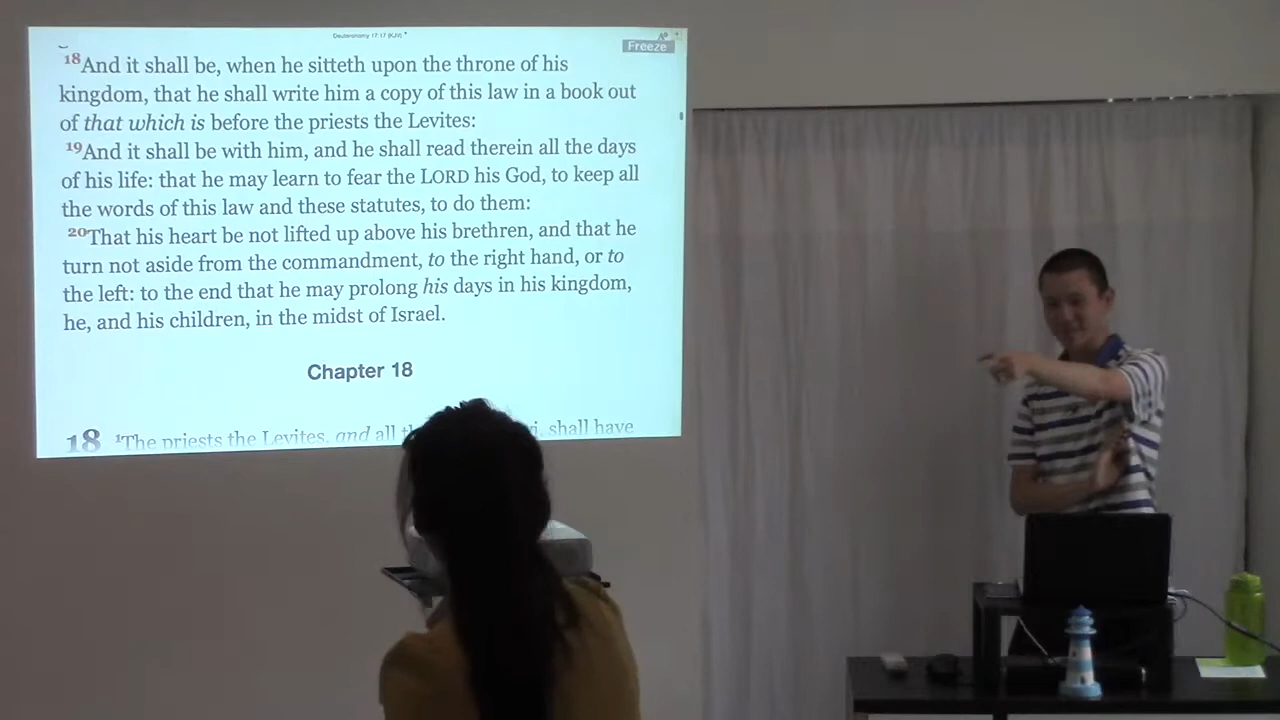 Deuteronomy 17:17 (KJV)
Freeze
18And it shall be, when he sitteth upon the throne of his
kingdom, that he shall write him a copy of this law in a book out
of that which is before the priests the Levites:
19And it shall be with him, and he shall read therein all the days
of his life: that he may learn to fear the LORD his God, to keep all
the words of this law and these statutes, to do them:
20That his heart be not lifted up above his brethren, and that he
turn not aside from the commandment, to the right hand, or to
the left: to the end that he may prolong his days in his kingdom,
he, and his children, in the midst of Israel.
Chapter 18
18 1The priests the Levites, and all shall have